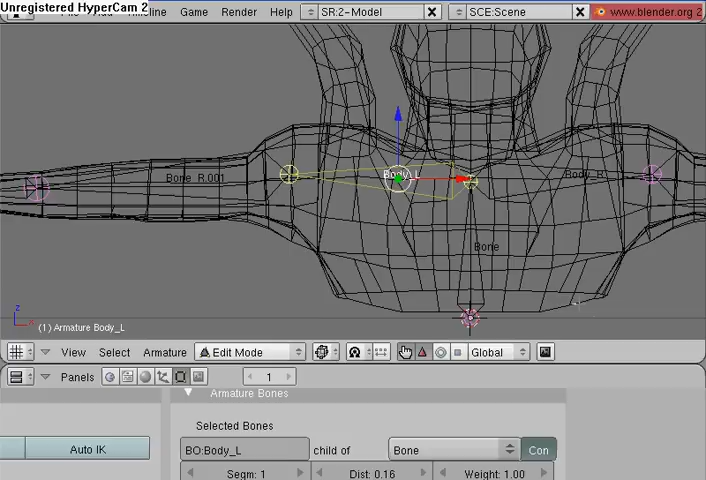 Unregistered HyperCam 2
Timeline Game Render Help SR:2-Model SCE:Scene www.blender.org 2
Bone_R.001 Body_L Body_R
Bone
z
x
(1) Armature Body_L
View Select Armature Edit Mode Global
Panels 1
Armature Bones
Selected Bones
BO:Body_L child of Bone Con
Auto IK
Segm: 1 Dist: 0.16 Weight: 1.00